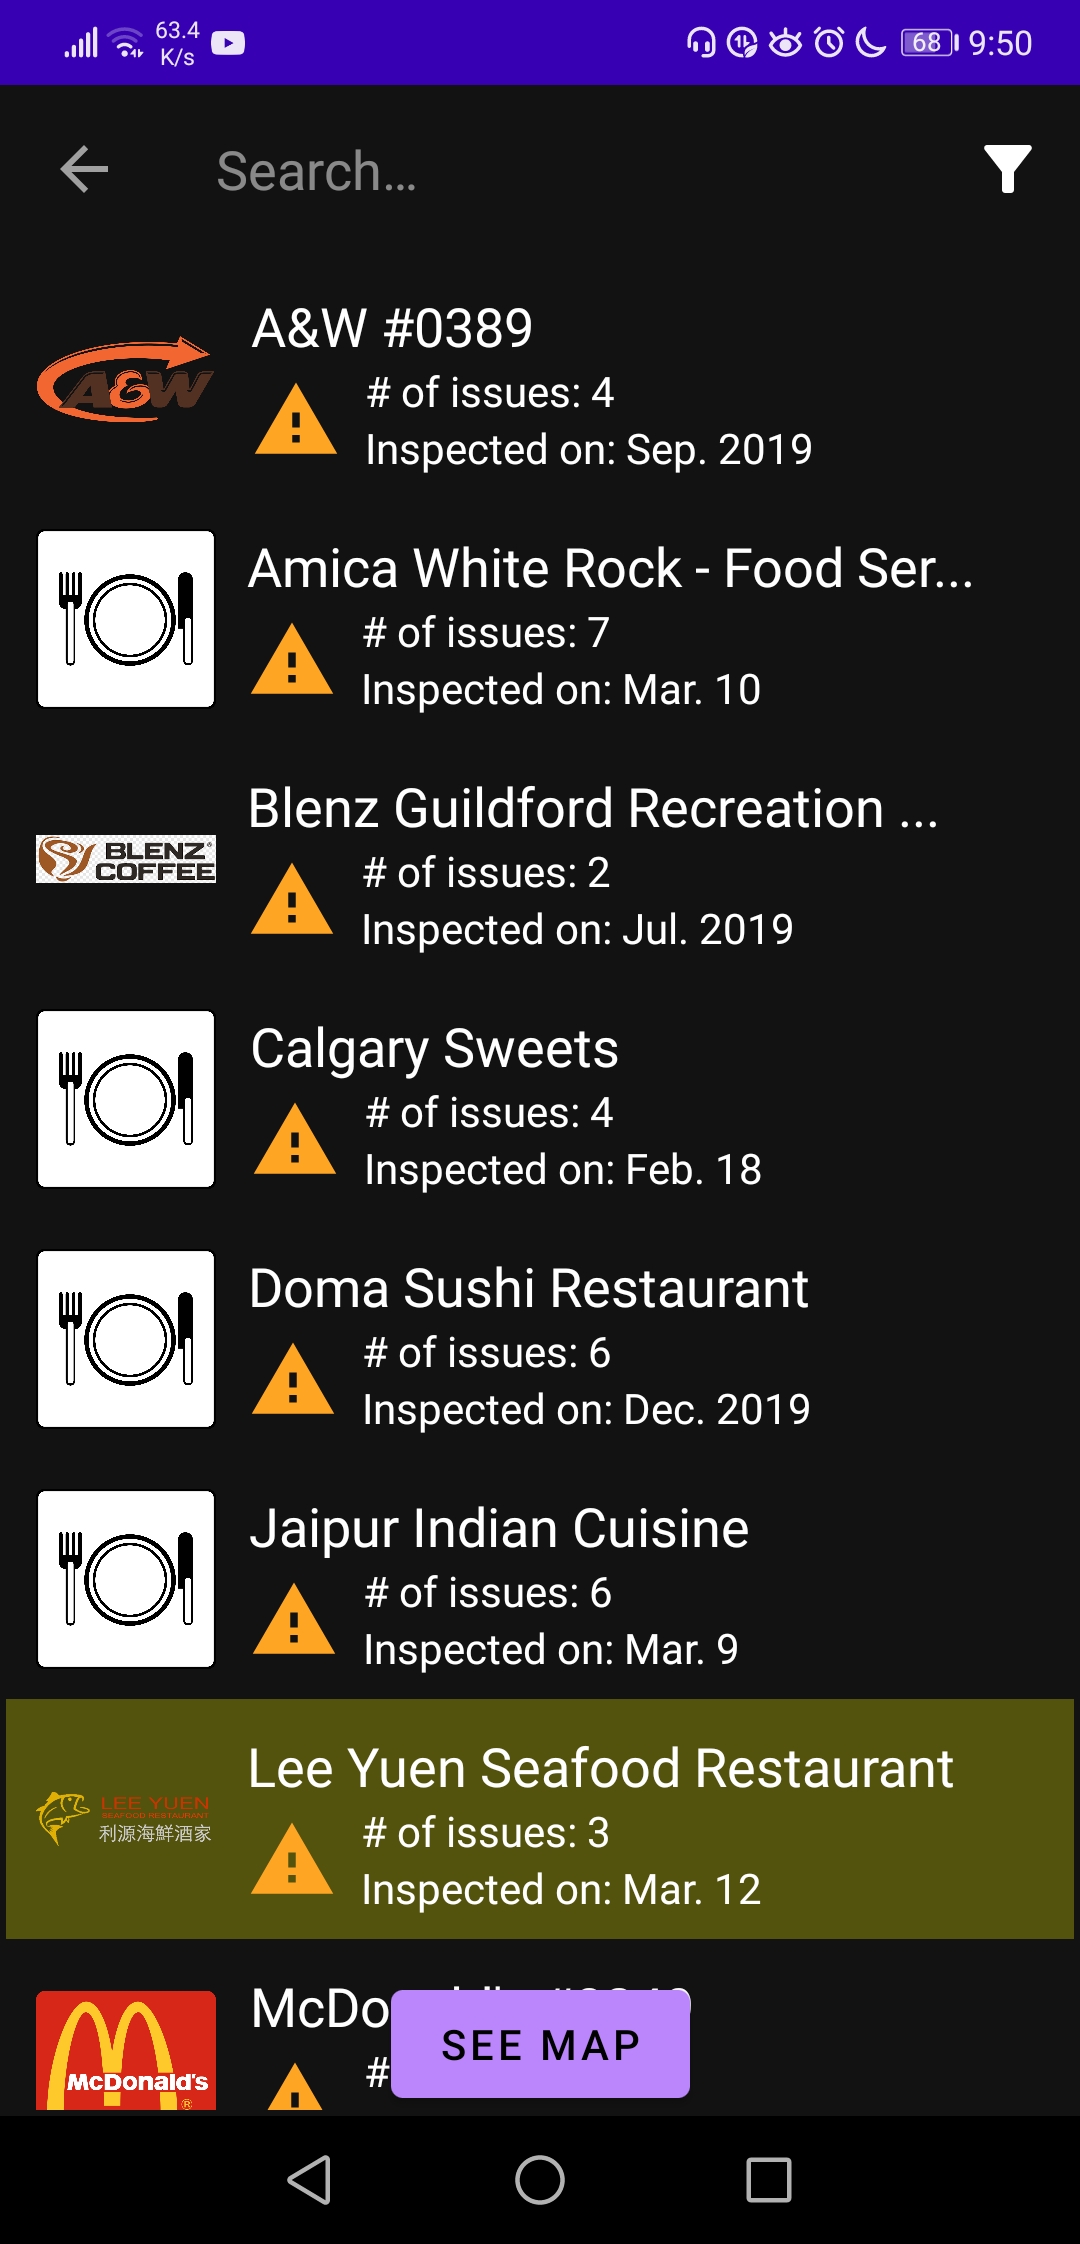 63.4
K/s
68
9:50
Search...
A&W
A&W #0389
# of issues: 4
Inspected on: Sep. 2019
Amica White Rock - Food Ser...
# of issues: 7
Inspected on: Mar. 10
BLENZ
COFFEE
Blenz Guildford Recreation ...
# of issues: 2
Inspected on: Jul. 2019
Calgary Sweets
# of issues: 4
Inspected on: Feb. 18
Doma Sushi Restaurant
# of issues: 6
Inspected on: Dec. 2019
Jaipur Indian Cuisine
# of issues: 6
Inspected on: Mar. 9
LEE YUEN
SEAFOOD RESTAURANT
利源海鮮酒家
Lee Yuen Seafood Restaurant
# of issues: 3
Inspected on: Mar. 12
McDonald's
®
McDo
#
SEE MAP